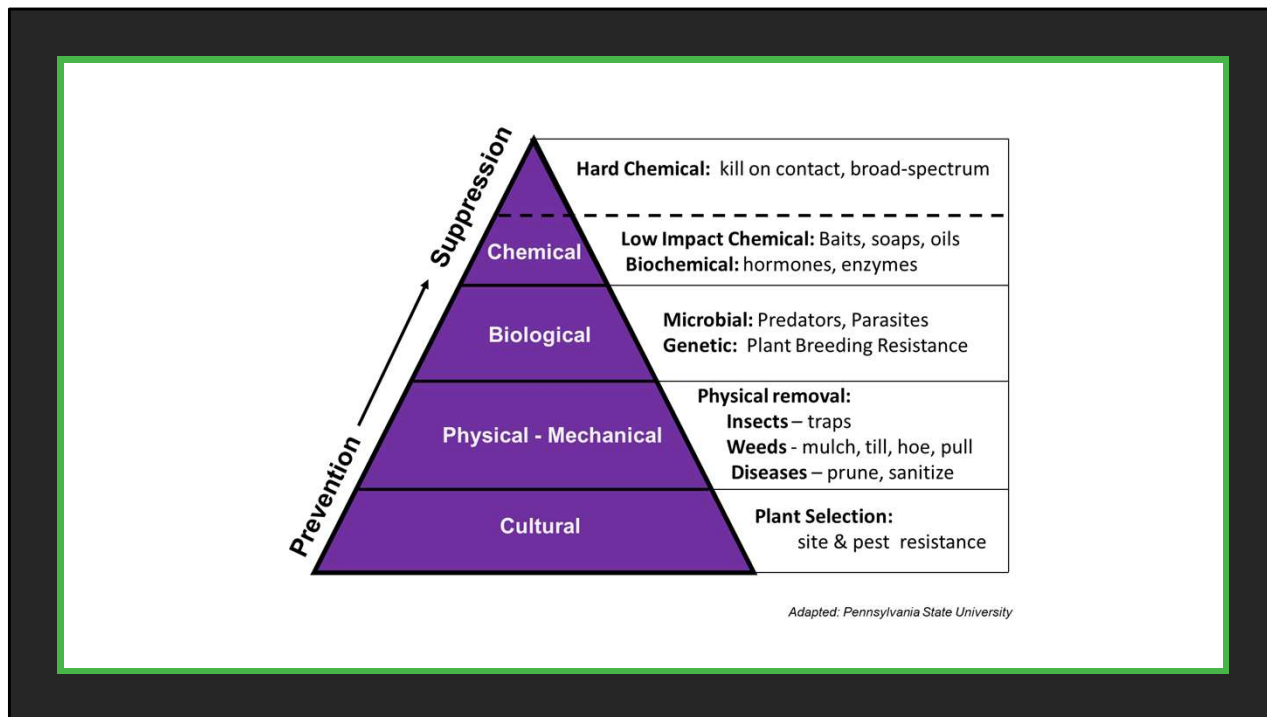 Suppression
Prevention
Hard Chemical: kill on contact, broad-spectrum
Chemical
Low Impact Chemical: Baits, soaps, oils
Biochemical: hormones, enzymes
Biological
Microbial: Predators, Parasites
Genetic: Plant Breeding Resistance
Physical - Mechanical
Physical removal:
Insects – traps
Weeds - mulch, till, hoe, pull
Diseases – prune, sanitize
Cultural
Plant Selection:
site & pest resistance
Adapted: Pennsylvania State University